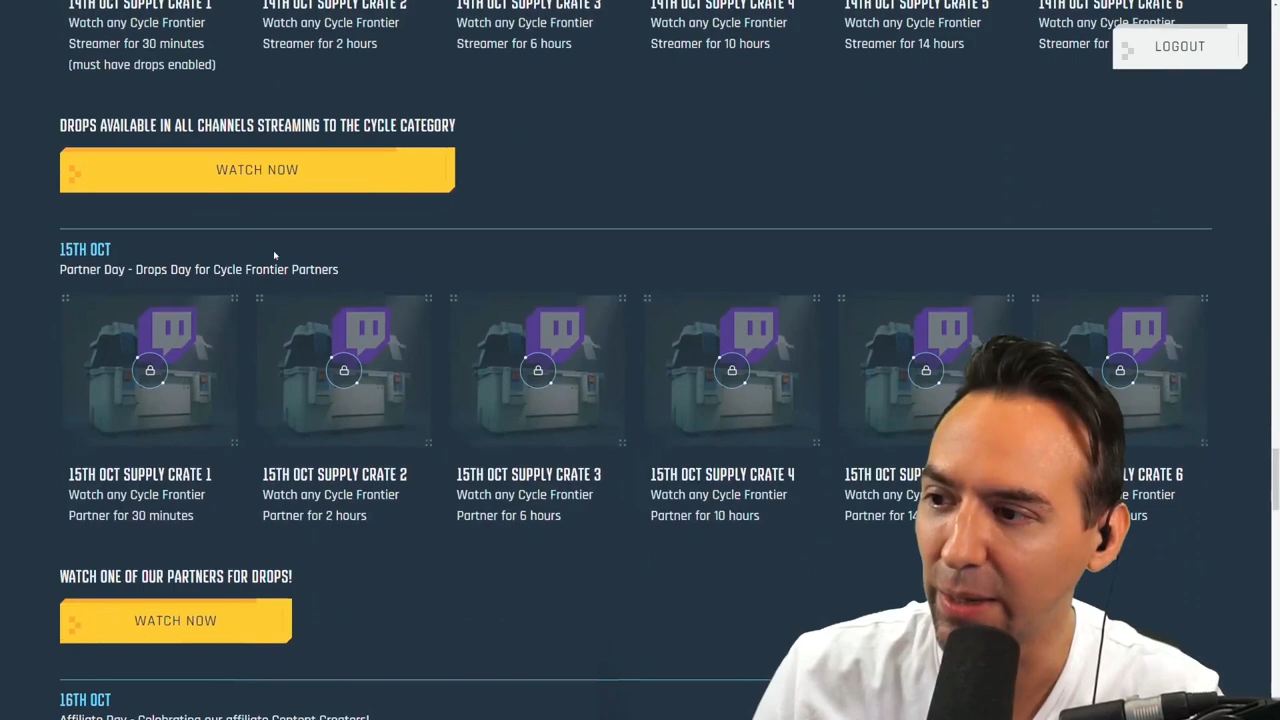 14TH OCT SUPPLY CRATE 1
Watch any Cycle Frontier
Streamer for 30 minutes
(must have drops enabled)
14TH OCT SUPPLY CRATE 2
Watch any Cycle Frontier
Streamer for 2 hours
14TH OCT SUPPLY CRATE 3
Watch any Cycle Frontier
Streamer for 6 hours
14TH OCT SUPPLY CRATE 4
Watch any Cycle Frontier
Streamer for 10 hours
14TH OCT SUPPLY CRATE 5
Watch any Cycle Frontier
Streamer for 14 hours
14TH OCT SUPPLY CRATE 6
Watch any Cycle Frontier
Streamer for
LOGOUT
DROPS AVAILABLE IN ALL CHANNELS STREAMING TO THE CYCLE CATEGORY
WATCH NOW
15TH OCT
Partner Day - Drops Day for Cycle Frontier Partners
15TH OCT SUPPLY CRATE 1
Watch any Cycle Frontier
Partner for 30 minutes
15TH OCT SUPPLY CRATE 2
Watch any Cycle Frontier
Partner for 2 hours
15TH OCT SUPPLY CRATE 3
Watch any Cycle Frontier
Partner for 6 hours
15TH OCT SUPPLY CRATE 4
Watch any Cycle Frontier
Partner for 10 hours
15TH OCT
Watch any
Partner for
CRATE 6
Frontier
WATCH ONE OF OUR PARTNERS FOR DROPS!
WATCH NOW
16TH OCT
Affiliate Day - Celebrating our affiliate Content Creators!